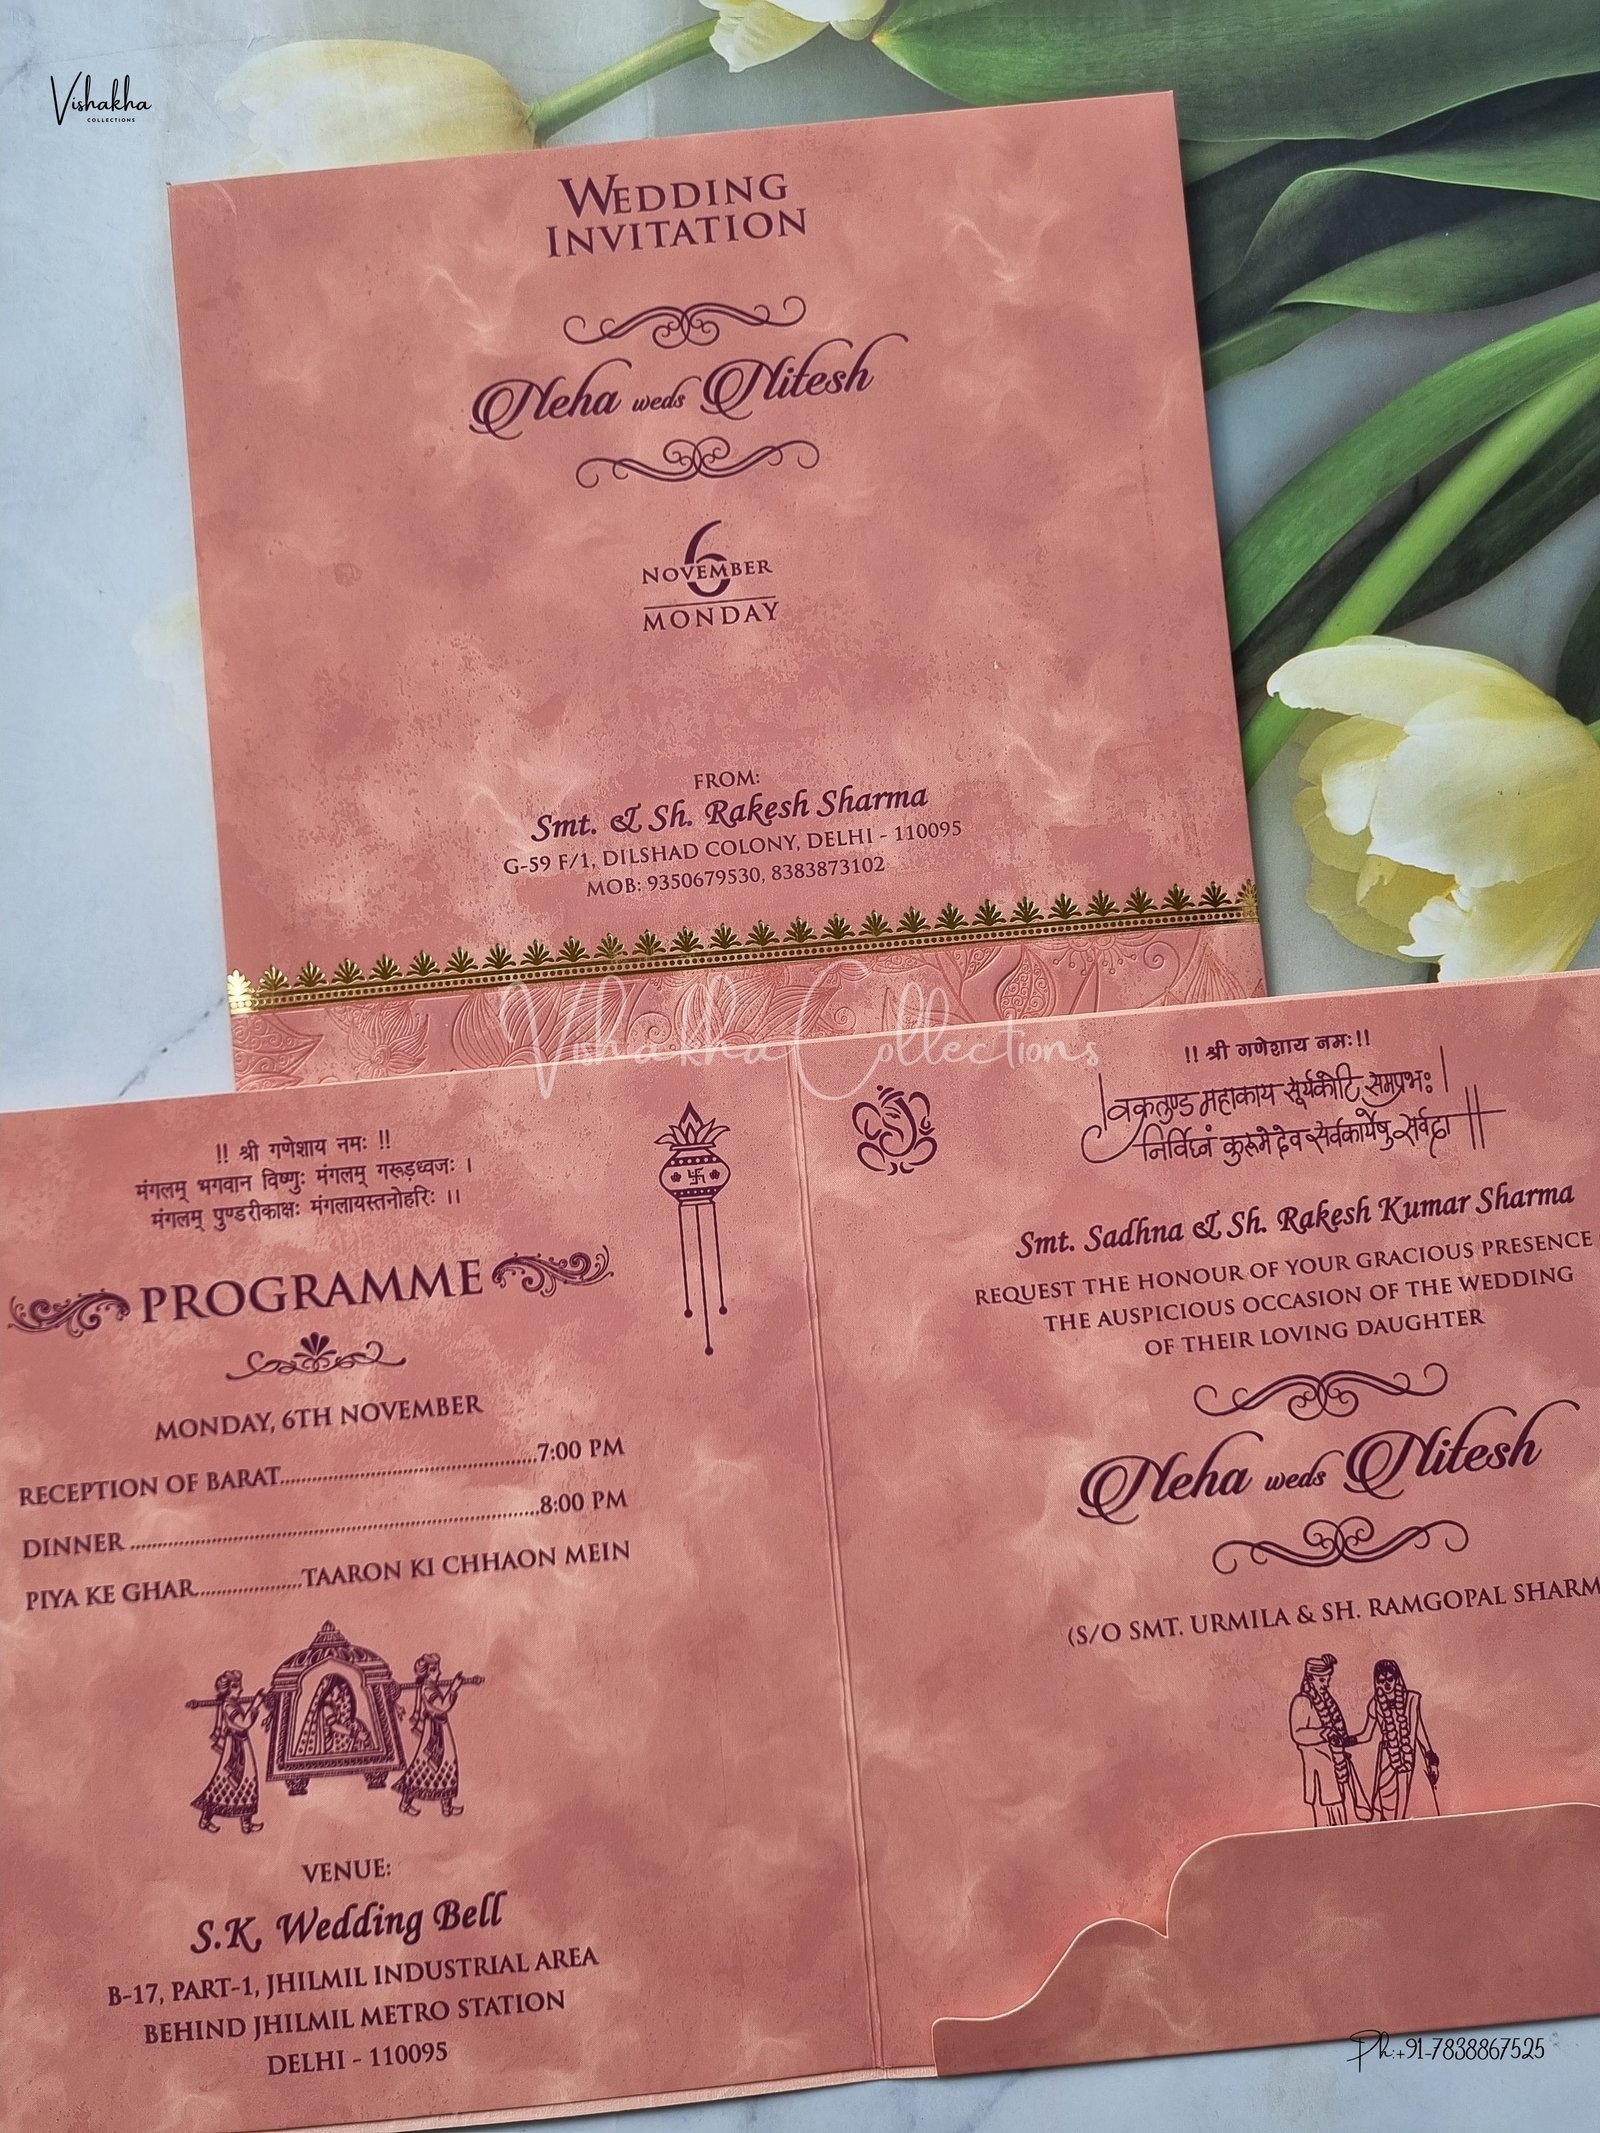 Vishakha
COLLECTIONS
WEDDING
INVITATION
Neha weds Nitesh
6
NOVEMBER
MONDAY
FROM:
Smt. & Sh. Rakesh Sharma
G-59 F/1, DILSHAD COLONY, DELHI - 110095
MOB: 9350679530, 8383873102
Vishakha Collections
!! श्री गणेशाय नमः !!
मंगलम् भगवान विष्णुः मंगलम् गरूड़ध्वजः ।
मंगलम् पुण्डरीकाक्षः मंगलायस्तनोहरिः ।।
PROGRAMME
MONDAY, 6TH NOVEMBER
RECEPTION OF BARAT..........7:00 PM
DINNER ..........8:00 PM
PIYA KE GHAR..........TAARON KI CHHAON MEIN
VENUE:
S.K. Wedding Bell
B-17, PART-1, JHILMIL INDUSTRIAL AREA
BEHIND JHILMIL METRO STATION
DELHI - 110095
!! श्री गणेशाय नमः!!
वक्रतुण्ड महाकाय सूर्यकोटि समप्रभः।
निर्विघ्नं कुरूमे देव सर्वकार्येषु सर्वदा ॥
Smt. Sadhna & Sh. Rakesh Kumar Sharma
REQUEST THE HONOUR OF YOUR GRACIOUS PRESENCE
THE AUSPICIOUS OCCASION OF THE WEDDING
OF THEIR LOVING DAUGHTER
Neha weds Nitesh
(S/O SMT. URMILA & SH. RAMGOPAL SHARM
Ph:+91-7838867525